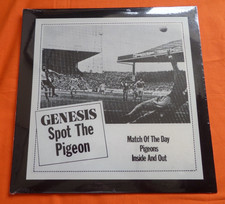 GENESIS
Spot The
Pigeon
Match Of The Day
Pigeons
Inside And Out